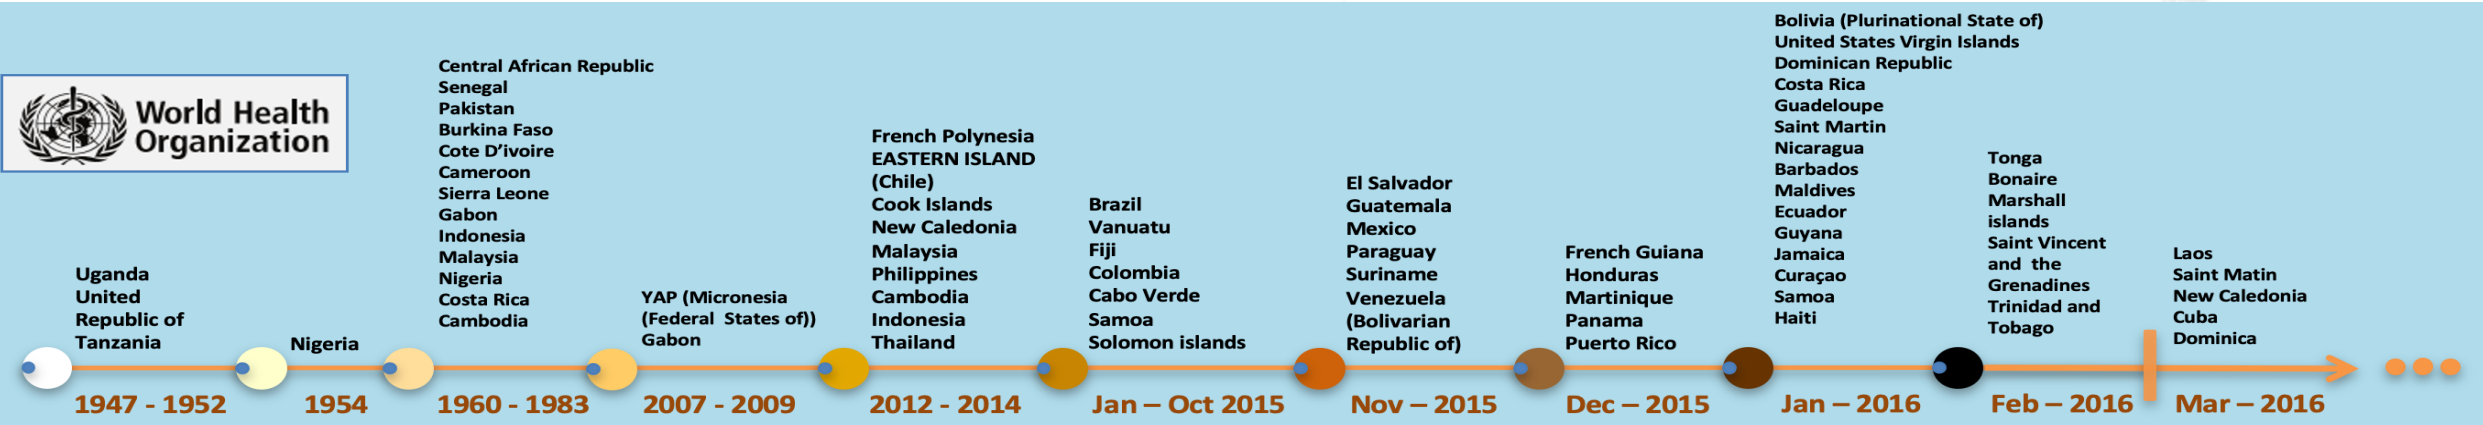 World Health
Organization
Uganda
United
Republic of
Tanzania
1947 - 1952
Nigeria
1954
Central African Republic
Senegal
Pakistan
Burkina Faso
Cote D’ivoire
Cameroon
Sierra Leone
Gabon
Indonesia
Malaysia
Nigeria
Costa Rica
Cambodia
1960 - 1983
YAP (Micronesia
(Federal States of))
Gabon
2007 - 2009
French Polynesia
EASTERN ISLAND
(Chile)
Cook Islands
New Caledonia
Malaysia
Philippines
Cambodia
Indonesia
Thailand
2012 - 2014
Brazil
Vanuatu
Fiji
Colombia
Cabo Verde
Samoa
Solomon islands
Jan – Oct 2015
El Salvador
Guatemala
Mexico
Paraguay
Suriname
Venezuela
(Bolivarian
Republic of)
Nov – 2015
French Guiana
Honduras
Martinique
Panama
Puerto Rico
Dec – 2015
Bolivia (Plurinational State of)
United States Virgin Islands
Dominican Republic
Costa Rica
Guadeloupe
Saint Martin
Nicaragua
Barbados
Maldives
Ecuador
Guyana
Jamaica
Curaçao
Samoa
Haiti
Jan – 2016
Tonga
Bonaire
Marshall
islands
Saint Vincent
and the
Grenadines
Trinidad and
Tobago
Feb – 2016
Laos
Saint Matin
New Caledonia
Cuba
Dominica
Mar – 2016